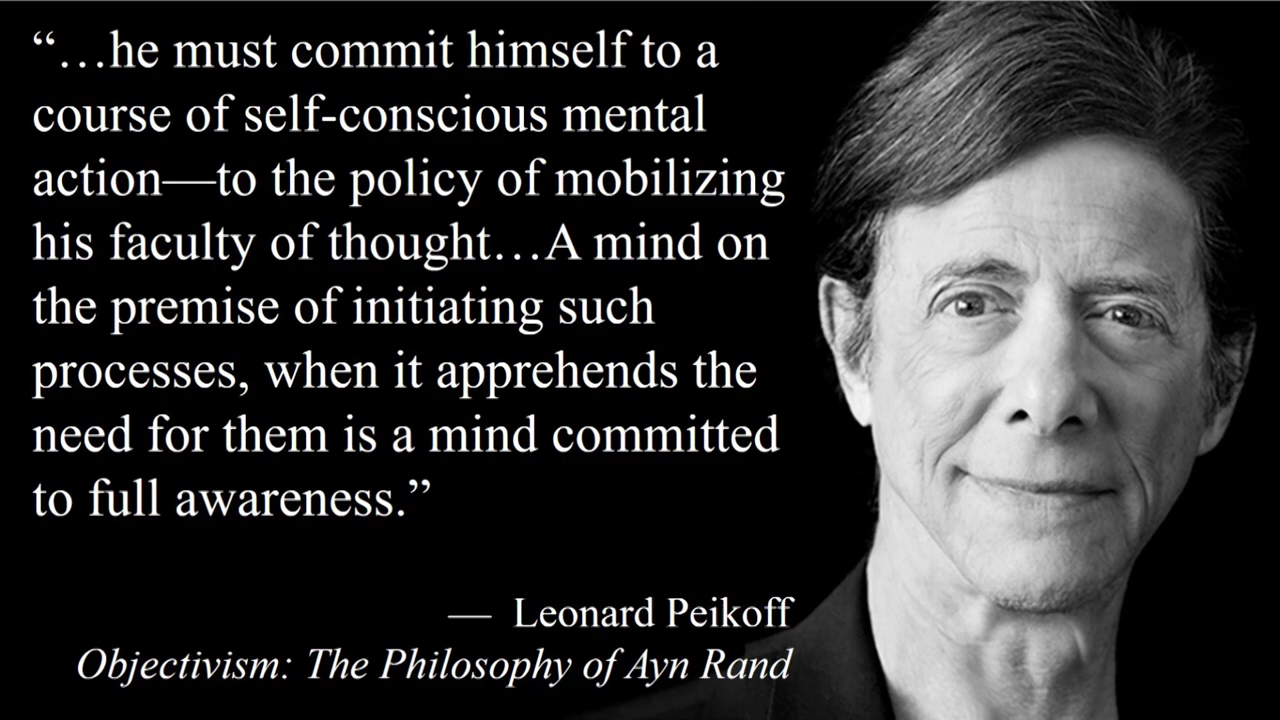 “…he must commit himself to a
course of self-conscious mental
action—to the policy of mobilizing
his faculty of thought…A mind on
the premise of initiating such
processes, when it apprehends the
need for them is a mind committed
to full awareness.”
— Leonard Peikoff
Objectivism: The Philosophy of Ayn Rand